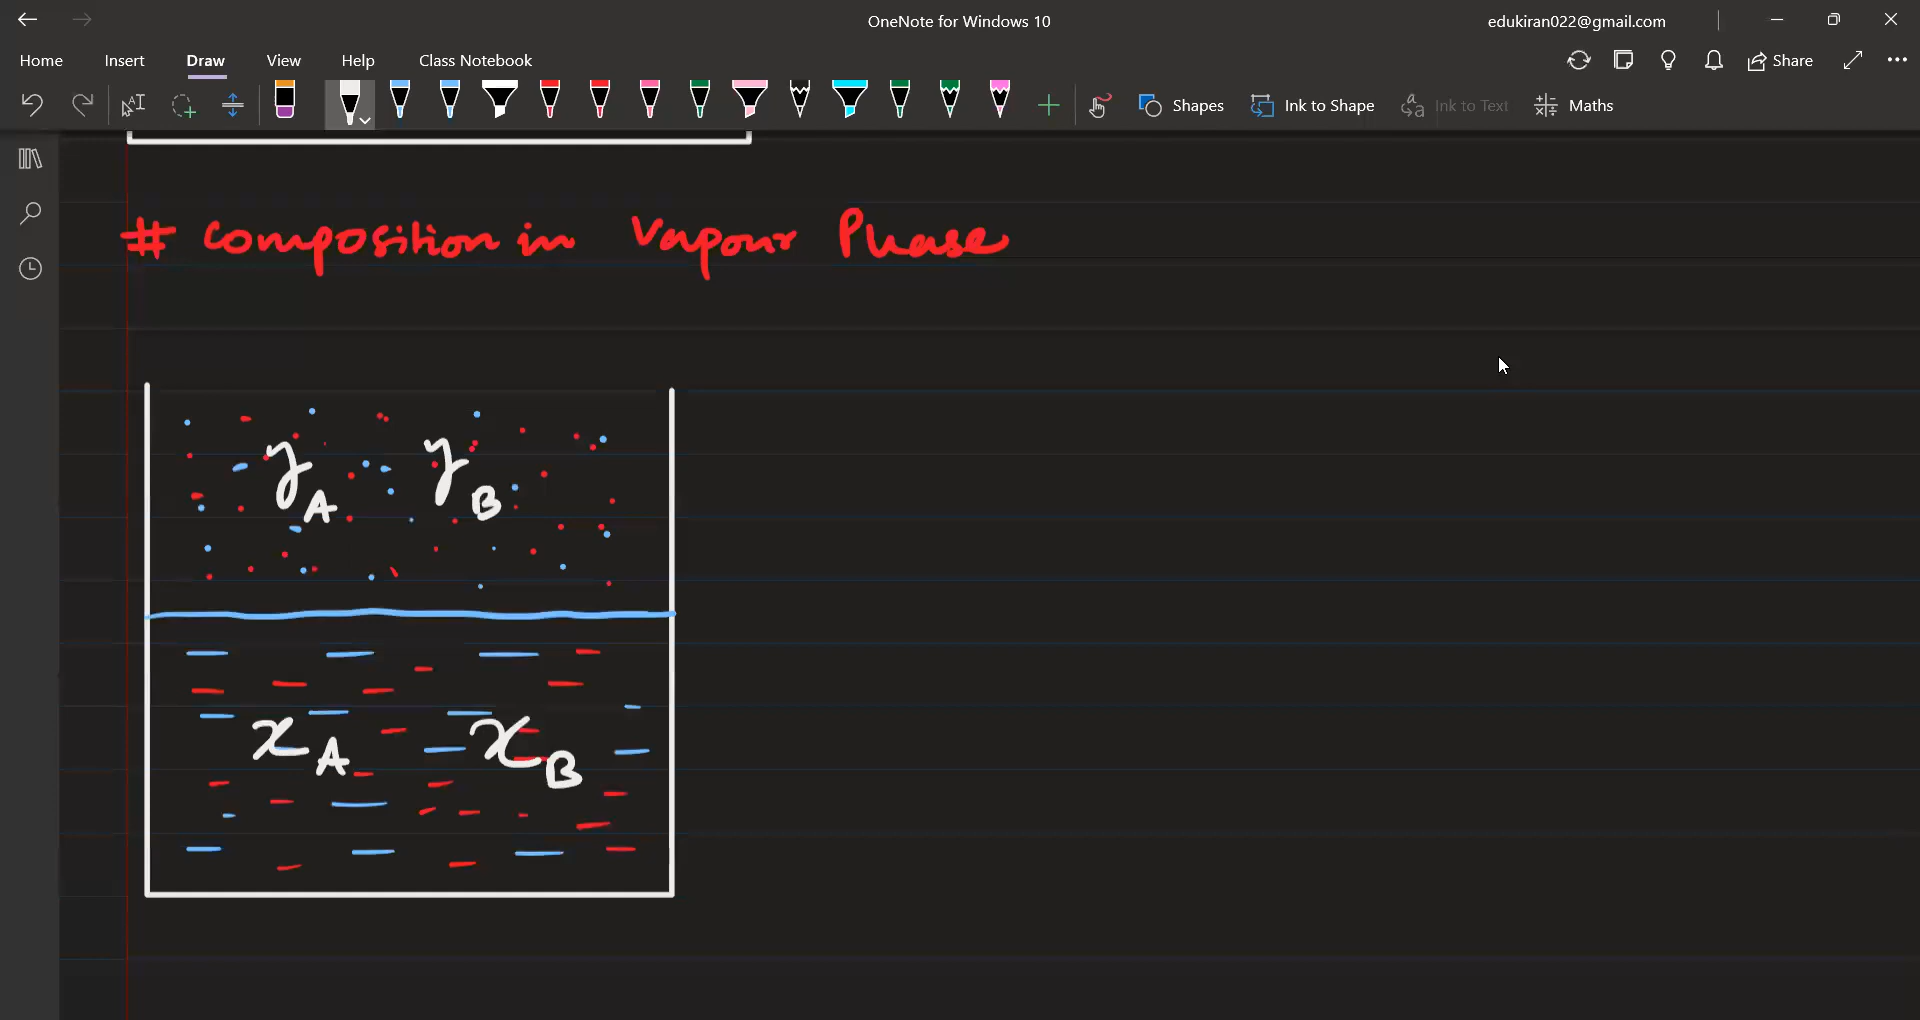 OneNote for Windows 10
edukiran022@gmail.com
Home Insert Draw View Help Class Notebook
Share
Shapes Ink to Shape Ink to Text Maths
# Composition in Vapour Phase
yA yB
xA xB